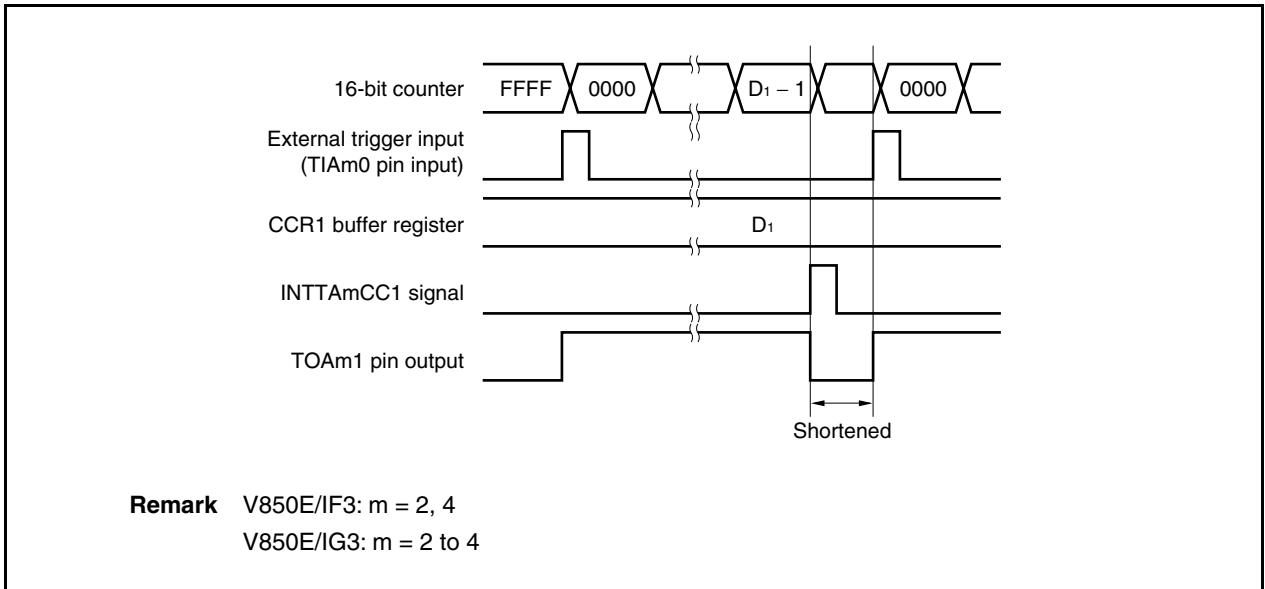 16-bit counter FFFF 0000 D₁ – 1 0000
External trigger input
(TIAm0 pin input)
CCR1 buffer register D₁
INTTAmCC1 signal
TOAm1 pin output
Shortened
Remark V850E/IF3: m = 2, 4
V850E/IG3: m = 2 to 4